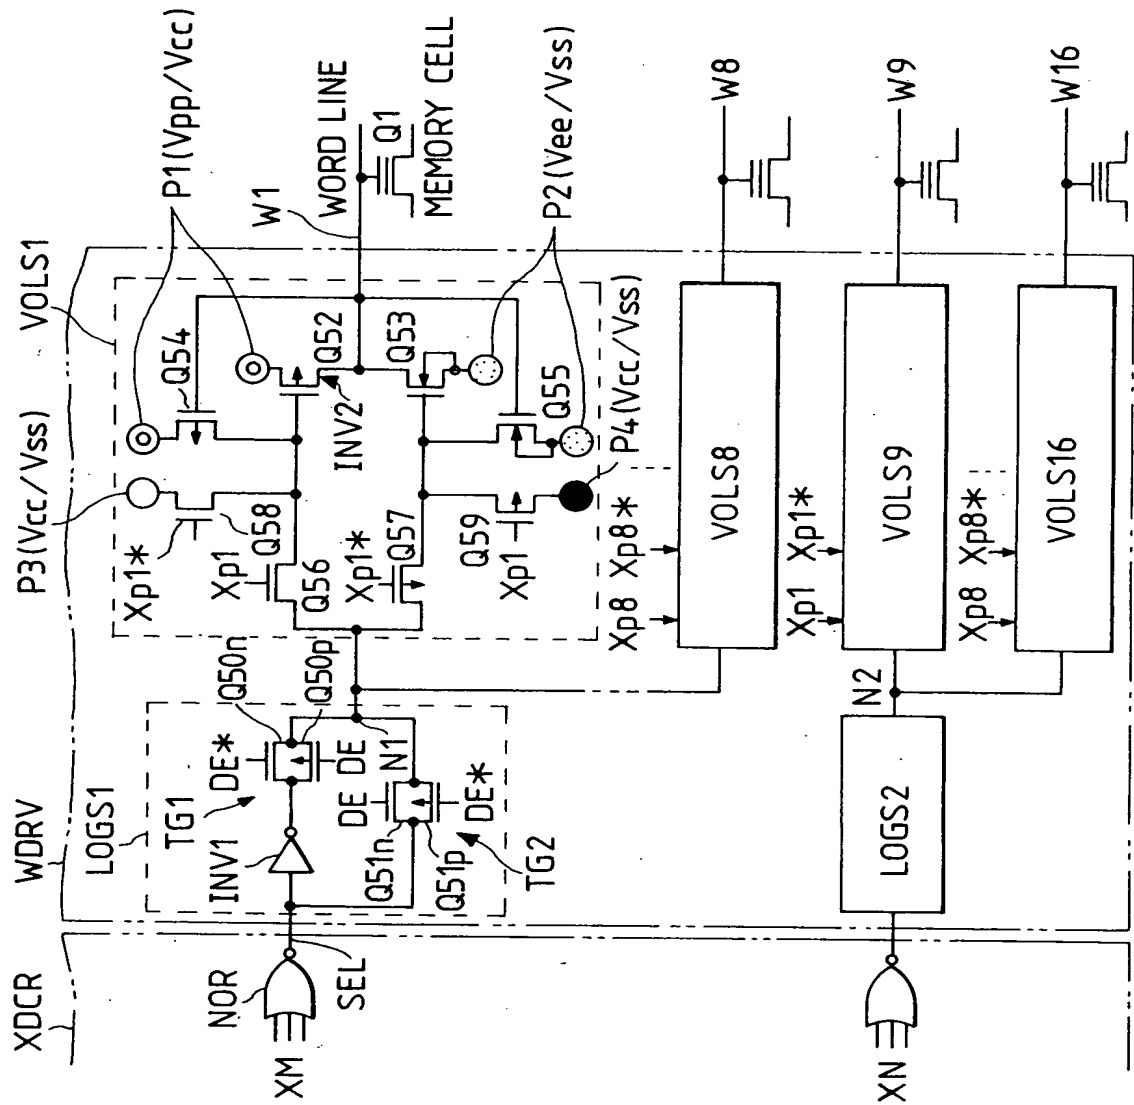 XDCR
WDRV
LOGS1
P3(Vcc/Vss)
VOLS1
P1(Vpp/Vcc)
XM
NOR
SEL
INV1
TG1
DE*
Q50n
Q50p
DE
N1
DE
DE*
Q51n
Q51p
TG2
Xp1*
Q58
Xp1
Q56
Xp1*
Q57
Q59
Xp1
Q54
Q52
INV2
Q53
Q55
P4(Vcc/Vss)
P2(Vee/Vss)
W1
WORD LINE
Q1
MEMORY CELL
Xp8
Xp8*
VOLS8
W8
XN
LOGS2
N2
Xp1
Xp1*
VOLS9
W9
Xp8
Xp8*
VOLS16
W16